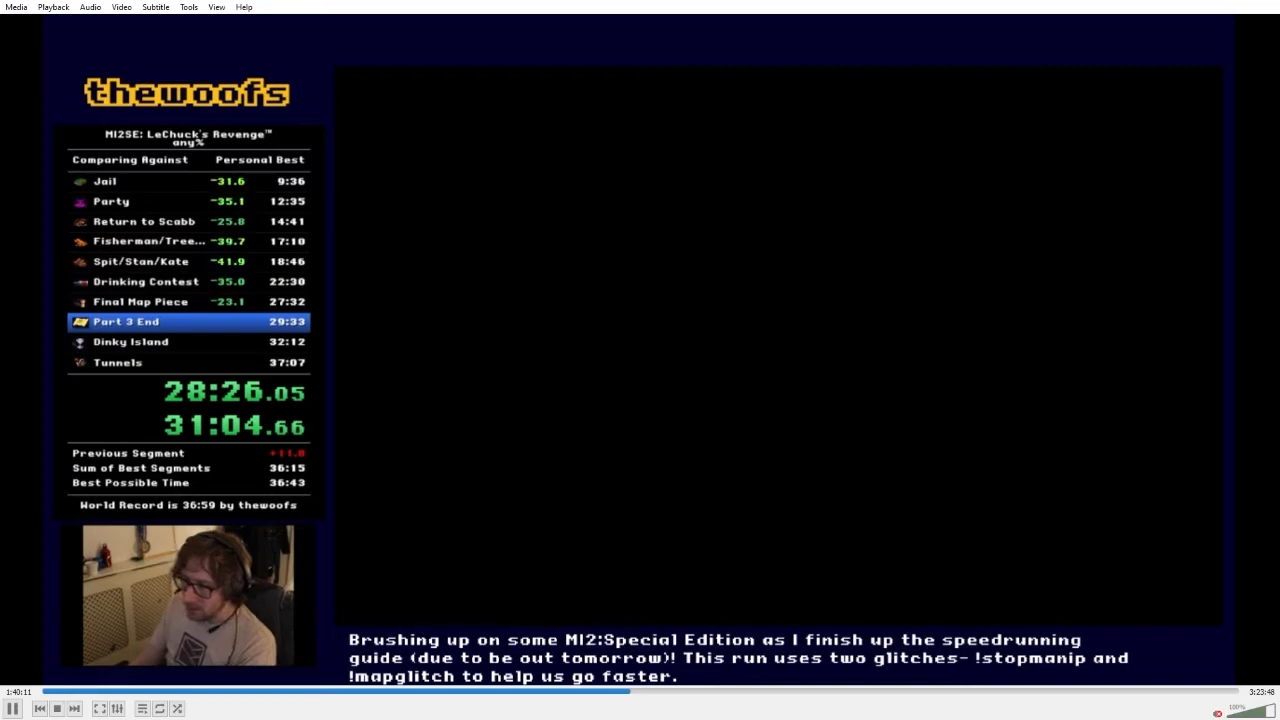 Media Playback Audio Video Subtitle Tools View Help
thewoofs
MI2SE: LeChuck's Revenge™
any%
Comparing Against Personal Best
Jail -31.6 9:36
Party -35.1 12:35
Return to Scabb -25.8 14:41
Fisherman/Tree... -39.7 17:10
Spit/Stan/Kate -41.9 18:46
Drinking Contest -35.0 22:30
Final Map Piece -23.1 27:32
Part 3 End 29:33
Dinky Island 32:12
Tunnels 37:07
28:26.05
31:04.66
Previous Segment +11.8
Sum of Best Segments 36:15
Best Possible Time 36:43
World Record is 36:59 by thewoofs
Brushing up on some MI2:Special Edition as I finish up the speedrunning
guide (due to be out tomorrow)! This run uses two glitches- !stopmanip and
!mapglitch to help us go faster.
1:40:11 3:23:48
100%